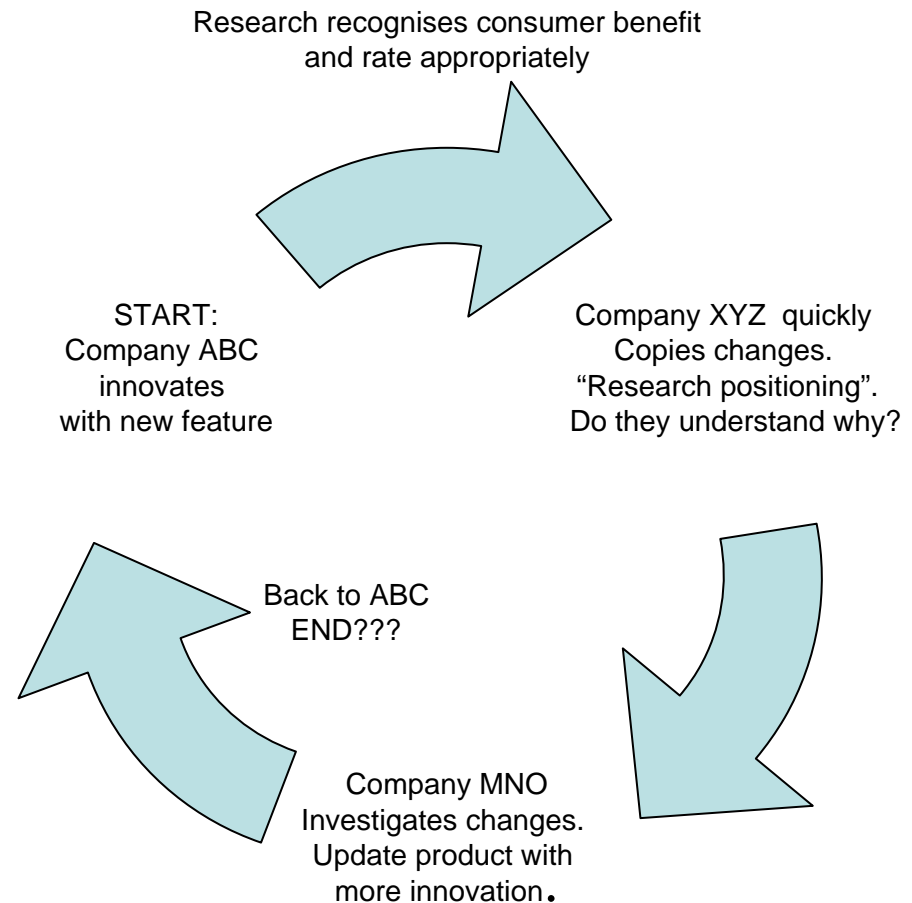 Research recognises consumer benefit
and rate appropriately
START:
Company ABC
innovates
with new feature
Company XYZ  quickly
Copies changes.
“Research positioning”.
Do they understand why?
Back to ABC
END???
Company MNO
Investigates changes.
Update product with
more innovation.